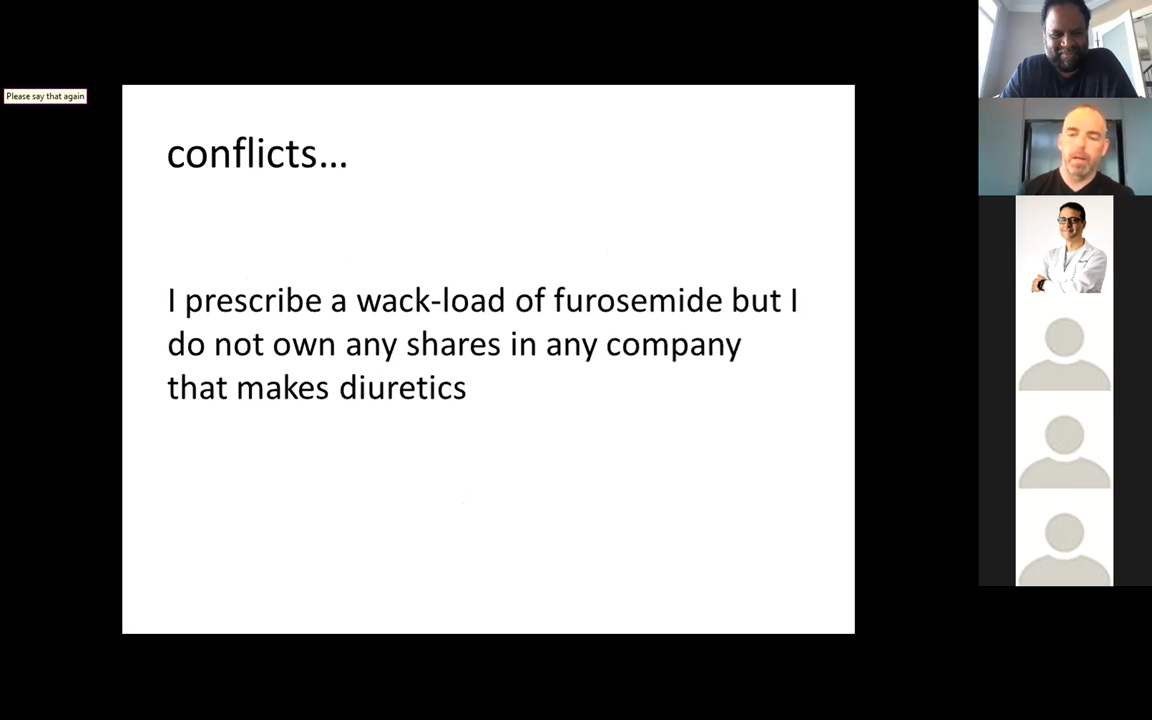 Please say that again
conflicts...
I prescribe a wack-load of furosemide but I
do not own any shares in any company
that makes diuretics